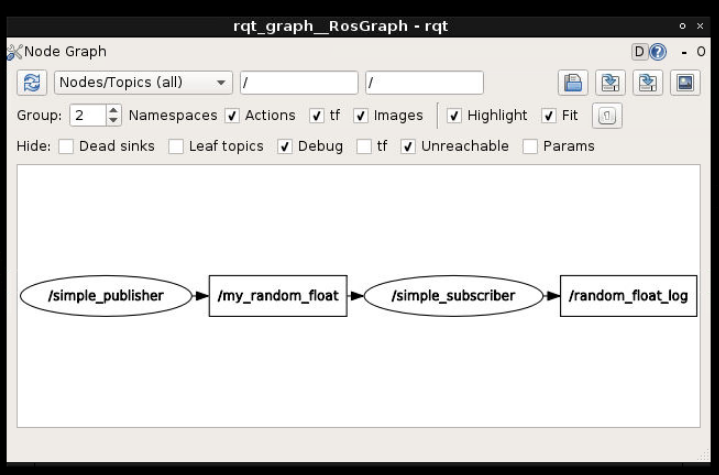 rqt_graph__RosGraph - rqt
Node Graph D ? - O
Nodes/Topics (all) / /
Group: 2 Namespaces Actions tf Images Highlight Fit
Hide: Dead sinks Leaf topics Debug tf Unreachable Params
/simple_publisher /my_random_float /simple_subscriber /random_float_log